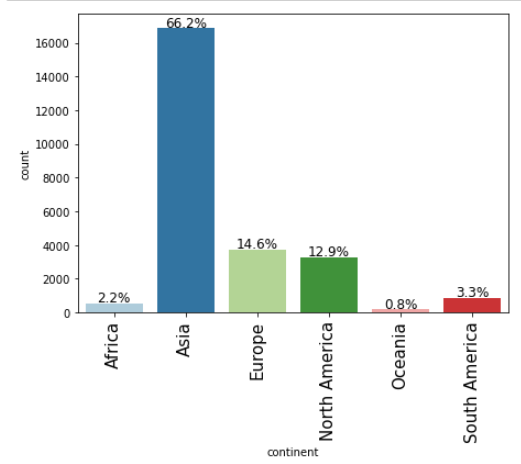 16000
14000
12000
10000
8000
6000
4000
2000
0
count
66.2%
14.6%
12.9%
2.2%
0.8%
3.3%
Africa
Asia
Europe
North America
Oceania
South America
continent